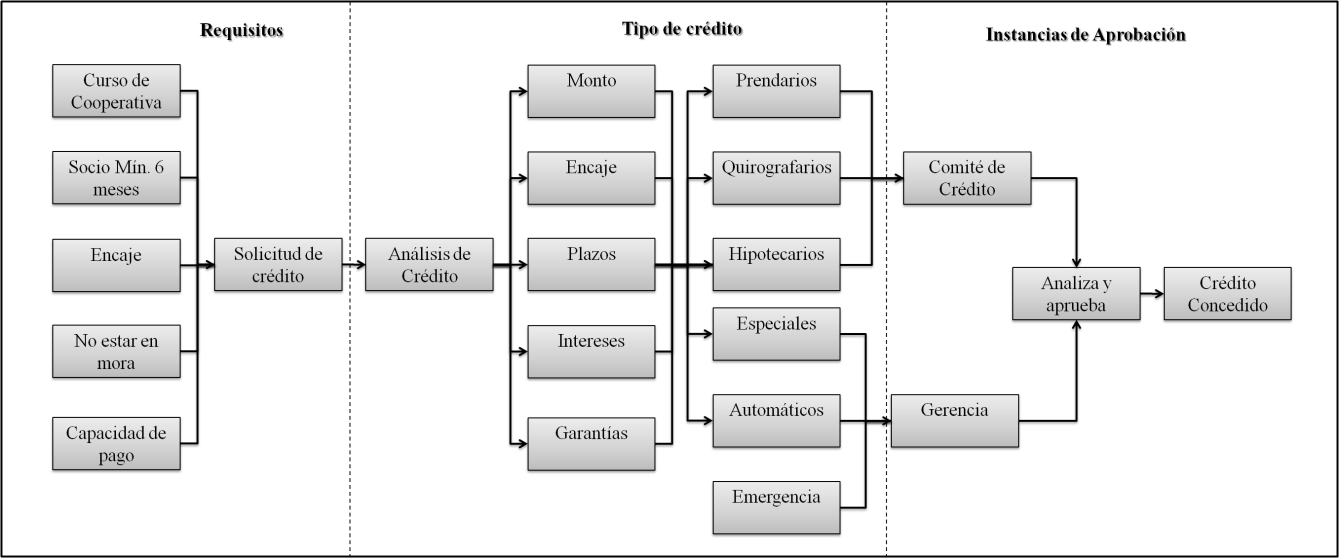 Requisitos
Tipo de crédito
Instancias de Aprobación
Curso de
Cooperativa
Socio Mín. 6
meses
Encaje
No estar en
mora
Capacidad de
pago
Solicitud de
crédito
Análisis de
Crédito
Monto
Encaje
Plazos
Intereses
Garantías
Prendarios
Quirografarios
Hipotecarios
Especiales
Automáticos
Emergencia
Comité de
Crédito
Gerencia
Analiza y
aprueba
Crédito
Concedido